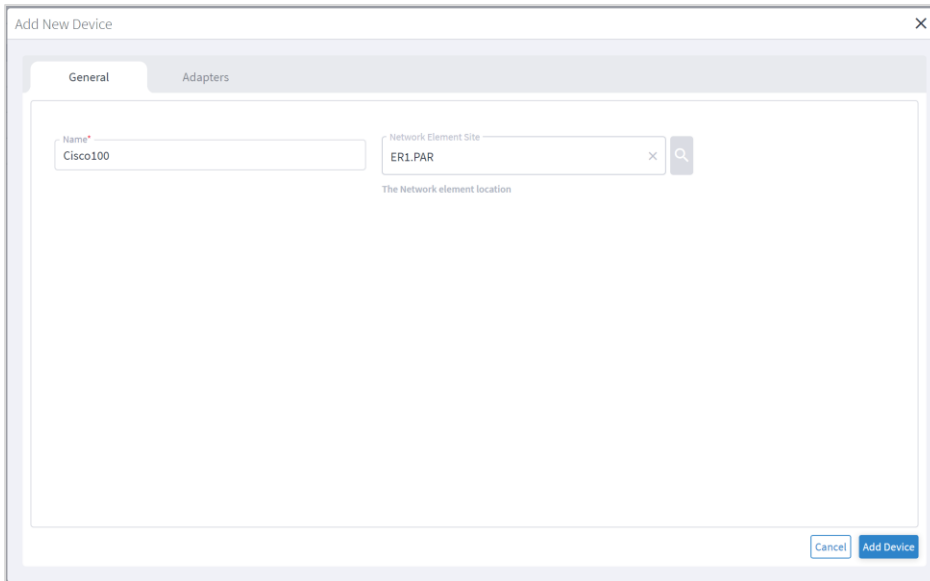 Add New Device
General Adapters
Name*
Cisco100
Network Element Site
ER1.PAR
The Network element location
Cancel Add Device